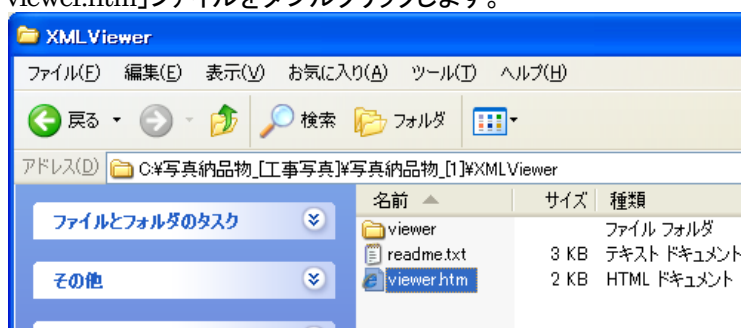 viewer.htm]ファイルをダブルクリックします。
XMLViewer
ファイル(F) 編集(E) 表示(V) お気に入り(A) ツール(T) ヘルプ(H)
戻る 検索 フォルダ
アドレス(D) C:¥写真納品物_[工事写真]¥写真納品物_[1]¥XMLViewer
名前 サイズ 種類
ファイルとフォルダのタスク
viewer ファイル フォルダ
readme.txt 3 KB テキスト ドキュメント
その他
viewer.htm 2 KB HTML ドキュメント